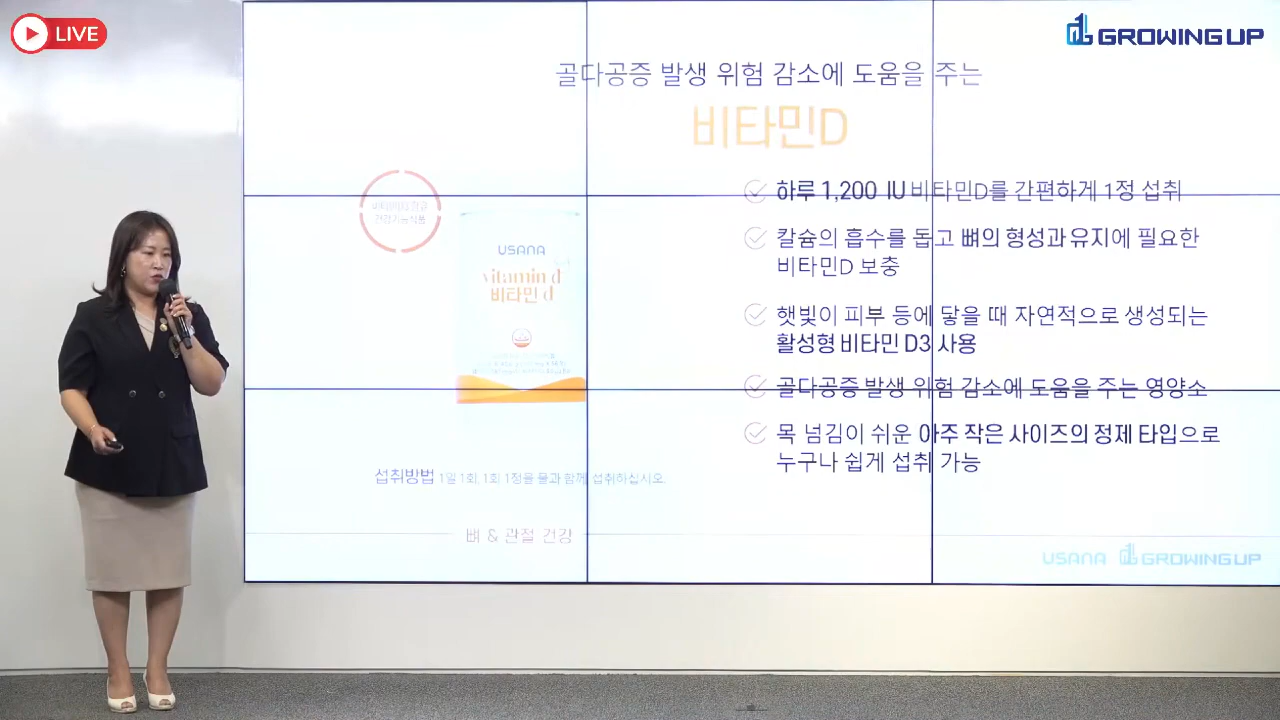 LIVE
GROWING UP
골다공증 발생 위험 감소에 도움을 주는
비타민D
하루 1,200 IU 비타민D를 간편하게 1정 섭취
건강기능식품
USANA
vitamin d
비타민 d
칼슘의 흡수를 돕고 뼈의 형성과 유지에 필요한
비타민D 보충
햇빛이 피부 등에 닿을 때 자연적으로 생성되는
활성형 비타민 D3 사용
골다공증 발생 위험 감소에 도움을 주는 영양소
목 넘김이 쉬운 아주 작은 사이즈의 정제 타입으로
누구나 쉽게 섭취 가능
섭취방법 1일 1회, 1회 1정을 물과 함께 섭취하십시오.
뼈 & 관절 건강
USANA GROWING UP